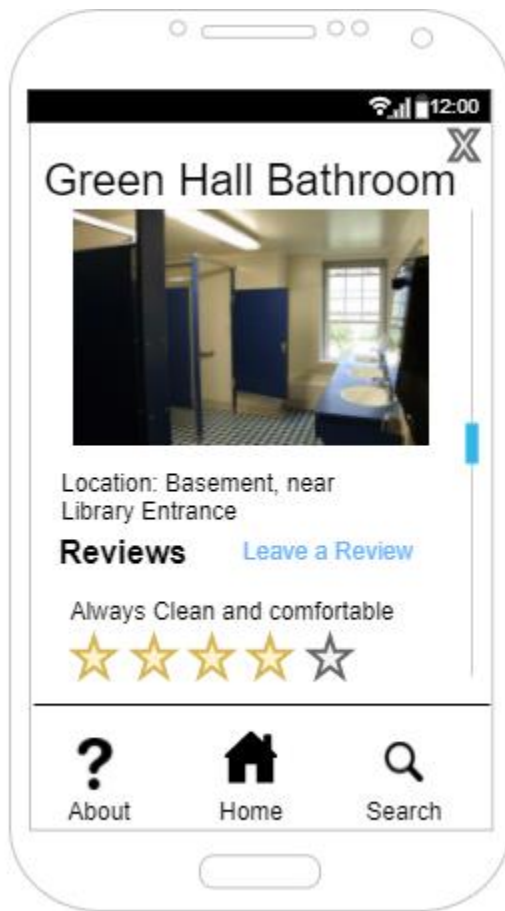 12:00
X
Green Hall Bathroom
Location: Basement, near
Library Entrance
Reviews Leave a Review
Always Clean and comfortable
? 
About Home Search